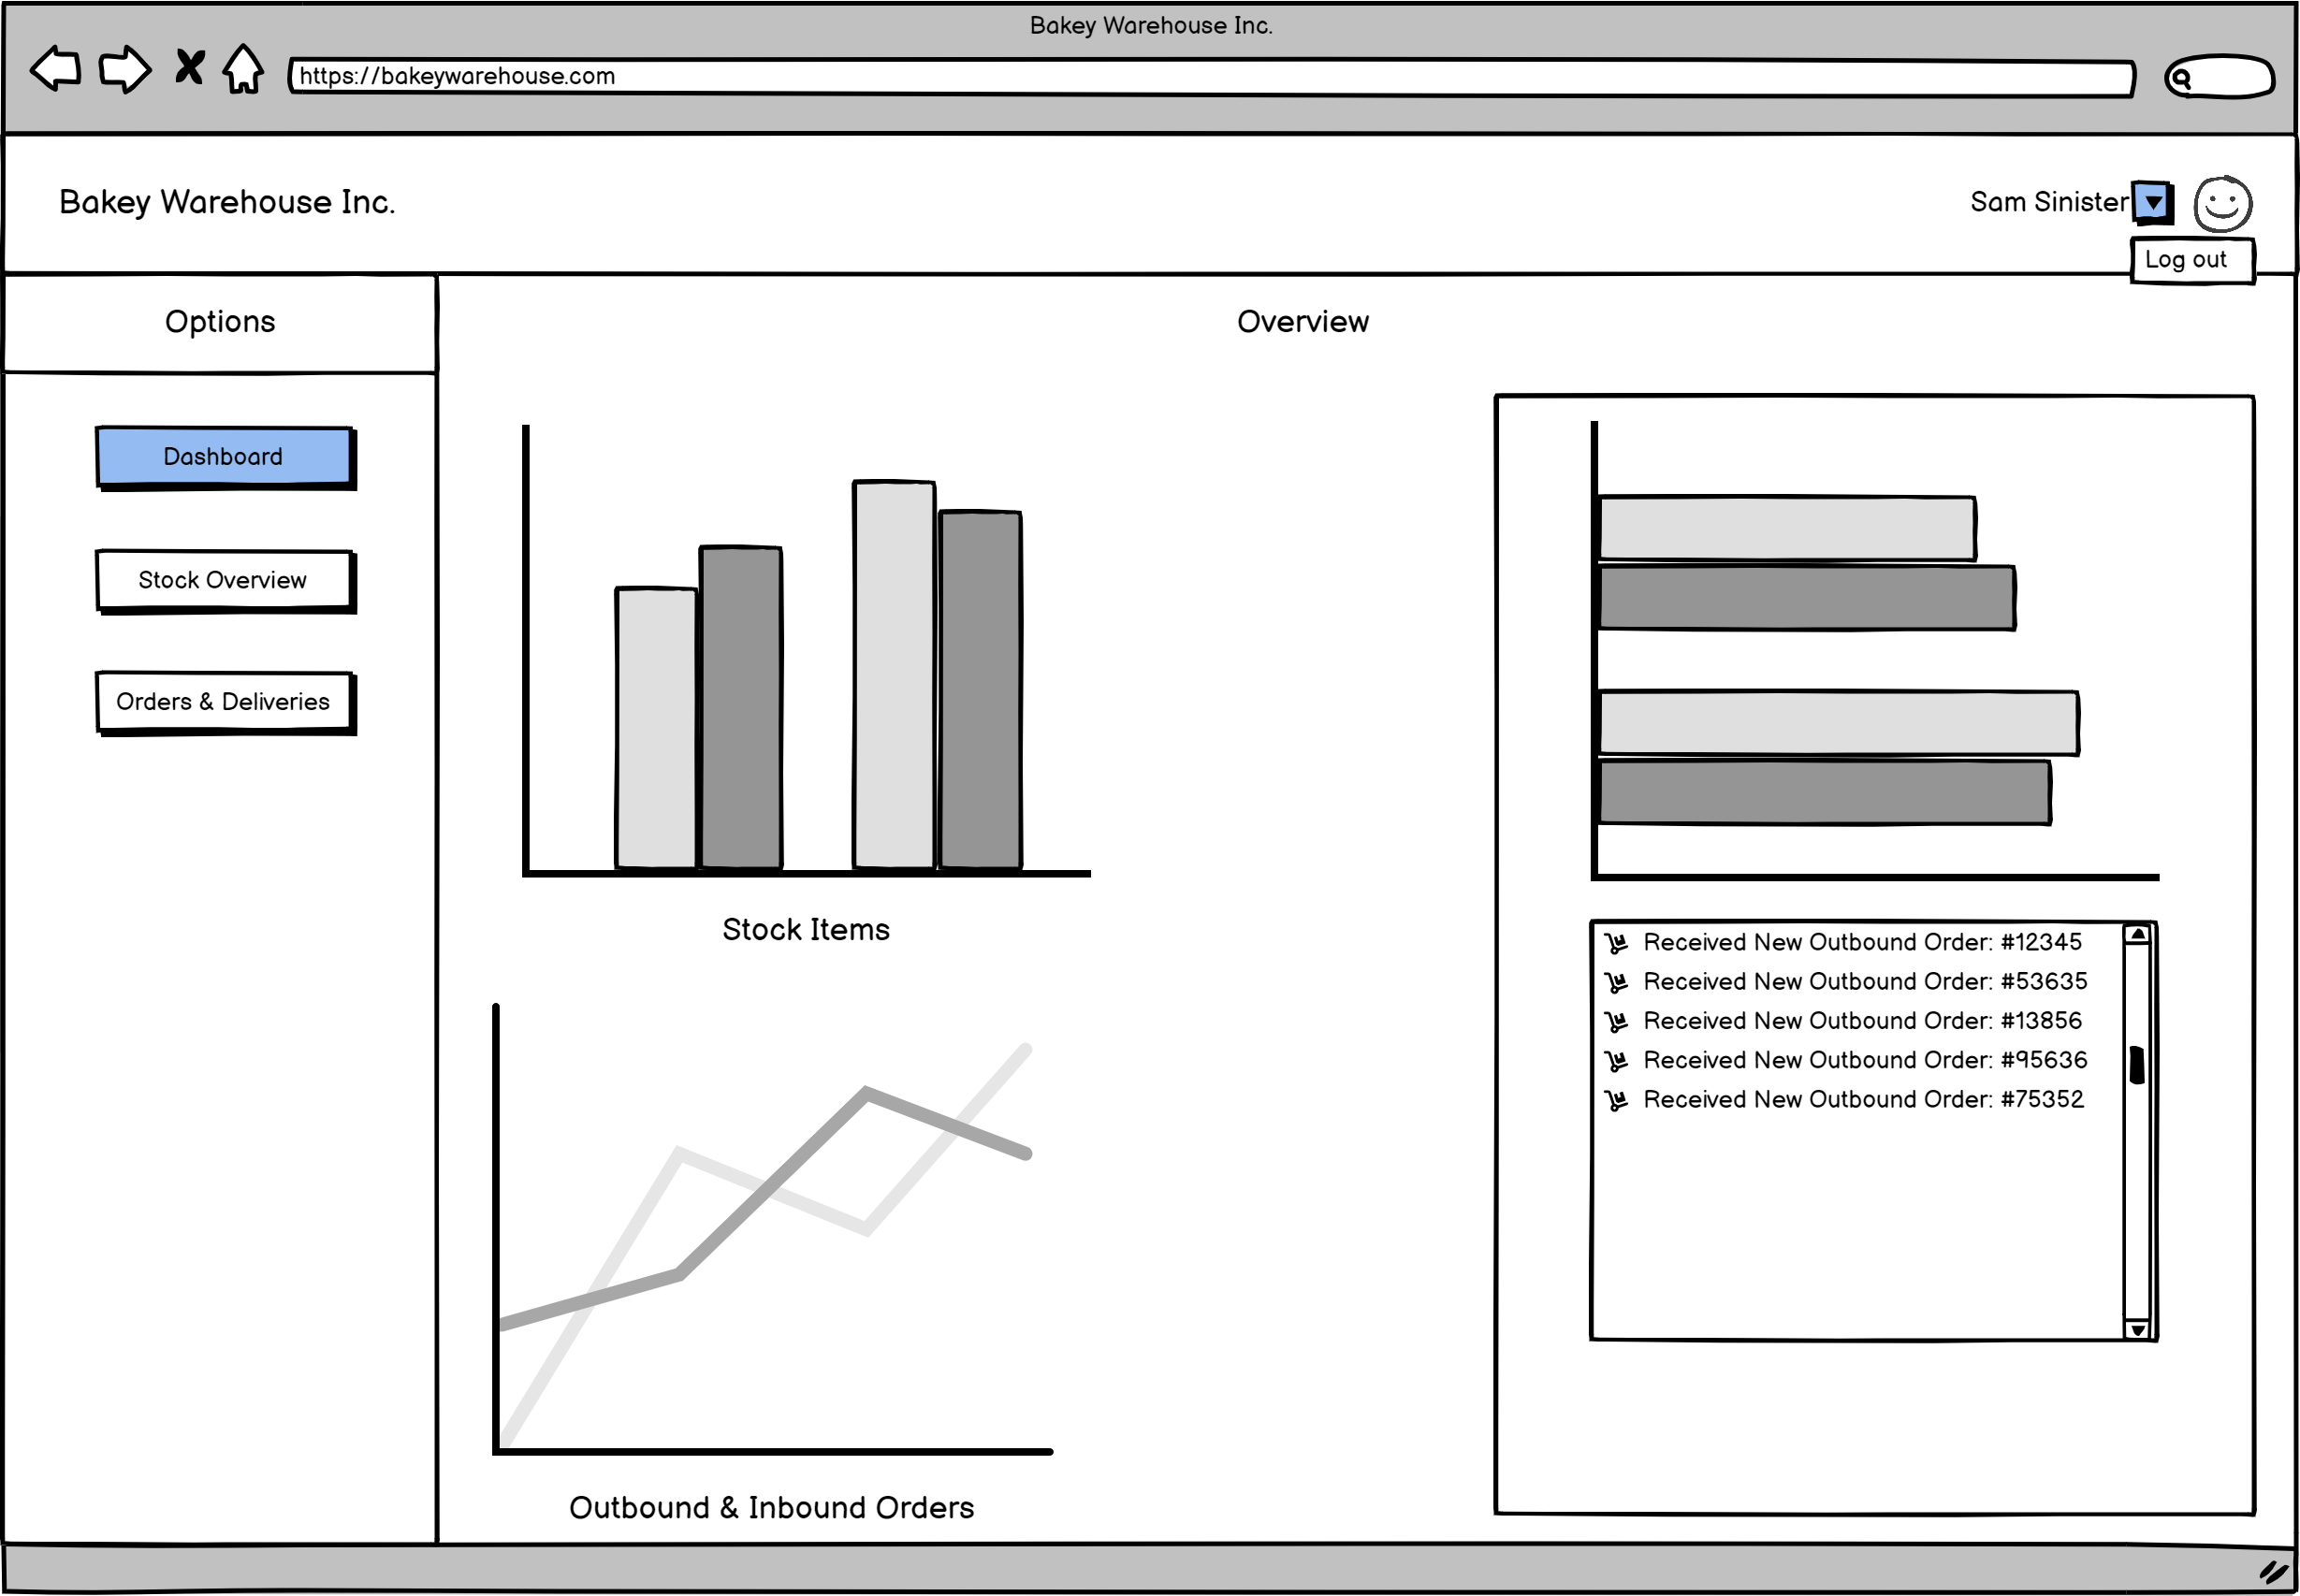 Bakey Warehouse Inc.
https://bakeywarehouse.com
Bakey Warehouse Inc.
Sam Sinister
Log out
Options
Overview
Dashboard
Stock Overview
Orders & Deliveries
Stock Items
Received New Outbound Order: #12345
Received New Outbound Order: #53635
Received New Outbound Order: #13856
Received New Outbound Order: #95636
Received New Outbound Order: #75352
Outbound & Inbound Orders